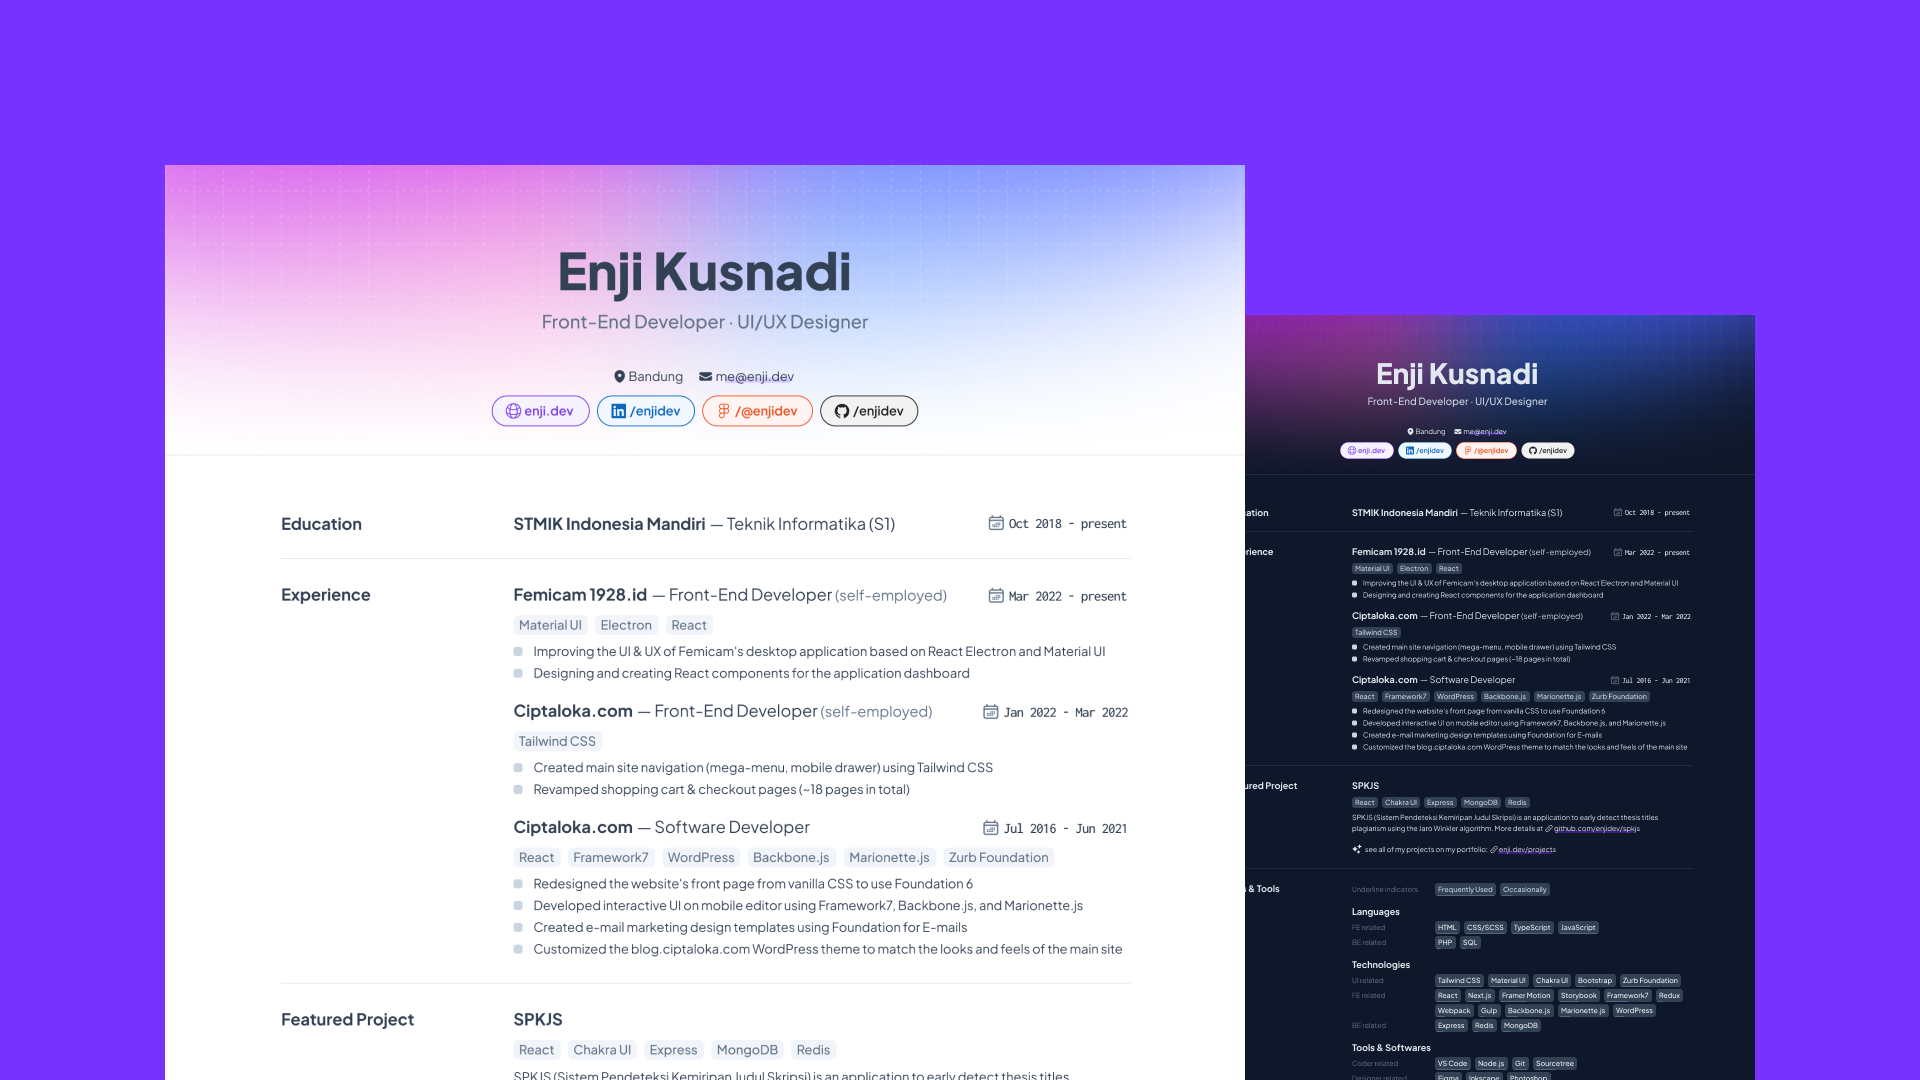 Enji Kusnadi
Front-End Developer · UI/UX Designer
Bandung me@enji.dev
enji.dev /enjidev /@enjidev /enjidev
Education
STMIK Indonesia Mandiri — Teknik Informatika (S1) Oct 2018 - present
Experience
Femicam 1928.id — Front-End Developer (self-employed) Mar 2022 - present
Material UI Electron React
Improving the UI & UX of Femicam's desktop application based on React Electron and Material UI
Designing and creating React components for the application dashboard
Ciptaloka.com — Front-End Developer (self-employed) Jan 2022 - Mar 2022
Tailwind CSS
Created main site navigation (mega-menu, mobile drawer) using Tailwind CSS
Revamped shopping cart & checkout pages (~18 pages in total)
Ciptaloka.com — Software Developer Jul 2016 - Jun 2021
React Framework7 WordPress Backbone.js Marionette.js Zurb Foundation
Redesigned the website's front page from vanilla CSS to use Foundation 6
Developed interactive UI on mobile editor using Framework7, Backbone.js, and Marionette.js
Created e-mail marketing design templates using Foundation for E-mails
Customized the blog.ciptaloka.com WordPress theme to match the looks and feels of the main site
Featured Project
SPKJS
React Chakra UI Express MongoDB Redis
SPKJS (Sistem Pendeteksi Kemiripan Judul Skripsi) is an application to early detect thesis titles
Enji Kusnadi
Front-End Developer · UI/UX Designer
Bandung me@enji.dev
enji.dev /enjidev /@enjidev /enjidev
ation
STMIK Indonesia Mandiri — Teknik Informatika (S1) Oct 2018 - present
rience
Femicam 1928.id — Front-End Developer (self-employed) Mar 2022 - present
Material UI Electron React
Improving the UI & UX of Femicam's desktop application based on React Electron and Material UI
Designing and creating React components for the application dashboard
Ciptaloka.com — Front-End Developer (self-employed) Jan 2022 - Mar 2022
Tailwind CSS
Created main site navigation (mega-menu, mobile drawer) using Tailwind CSS
Revamped shopping cart & checkout pages (~18 pages in total)
Ciptaloka.com — Software Developer Jul 2016 - Jun 2021
React Framework7 WordPress Backbone.js Marionette.js Zurb Foundation
Redesigned the website's front page from vanilla CSS to use Foundation 6
Developed interactive UI on mobile editor using Framework7, Backbone.js, and Marionette.js
Created e-mail marketing design templates using Foundation for E-mails
Customized the blog.ciptaloka.com WordPress theme to match the looks and feels of the main site
ured Project
SPKJS
React Chakra UI Express MongoDB Redis
SPKJS (Sistem Pendeteksi Kemiripan Judul Skripsi) is an application to early detect thesis titles
plagiarism using the Jaro Winkler algorithm. More details at github.com/enjidev/spkjs
see all of my projects on my portfolio: enji.dev/projects
s & Tools
Underline indicators Frequently Used Occasionally
Languages
FE related HTML CSS/SCSS TypeScript JavaScript
BE related PHP SQL
Technologies
UI related Tailwind CSS Material UI Chakra UI Bootstrap Zurb Foundation
FE related React Next.js Framer Motion Storybook Framework7 Redux
Webpack Gulp Backbone.js Marionette.js WordPress
BE related Express Redis MongoDB
Tools & Softwares
Coder related VS Code Node.js Git Sourcetree
Designer related Figma Inkscape Photoshop